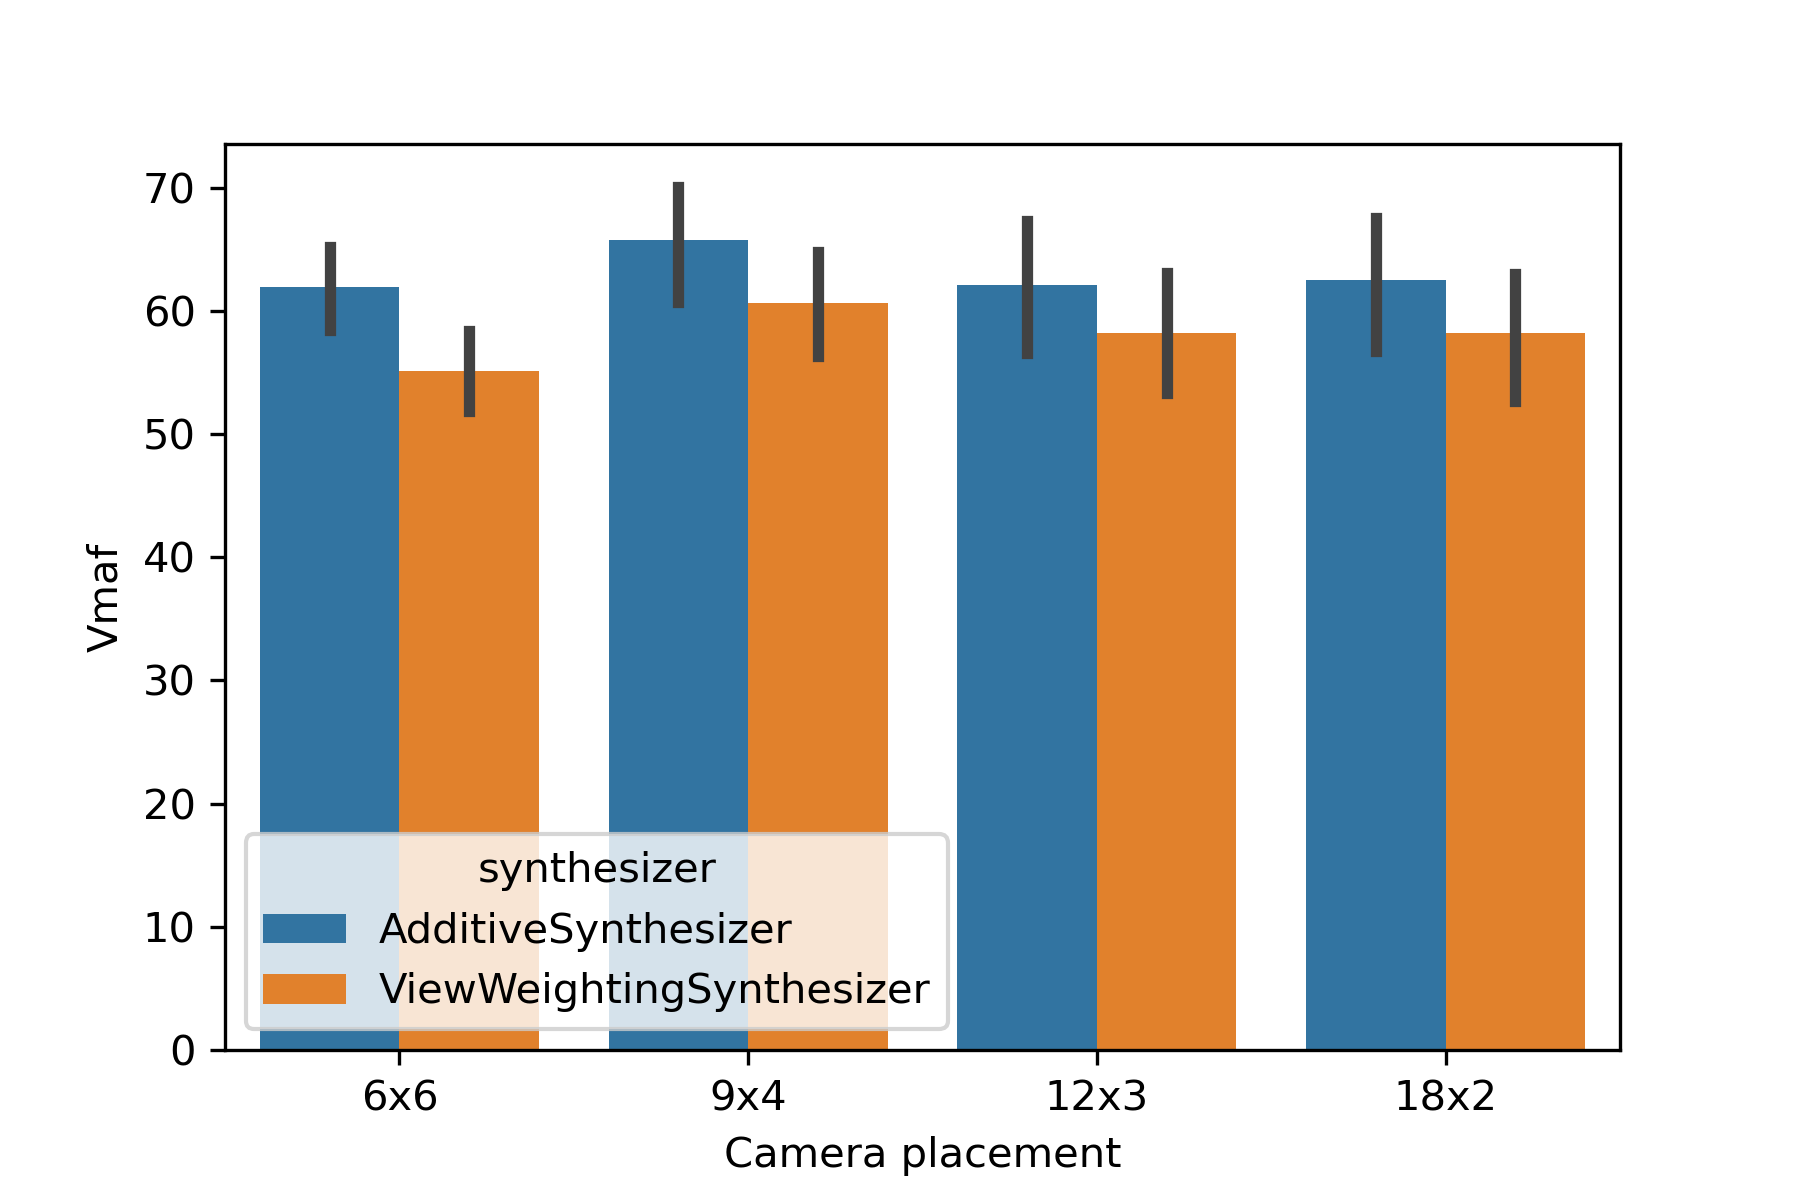 70
60
50
40
30
20
10
0
Vmaf
synthesizer
AdditiveSynthesizer
ViewWeightingSynthesizer
6x6
9x4
12x3
18x2
Camera placement